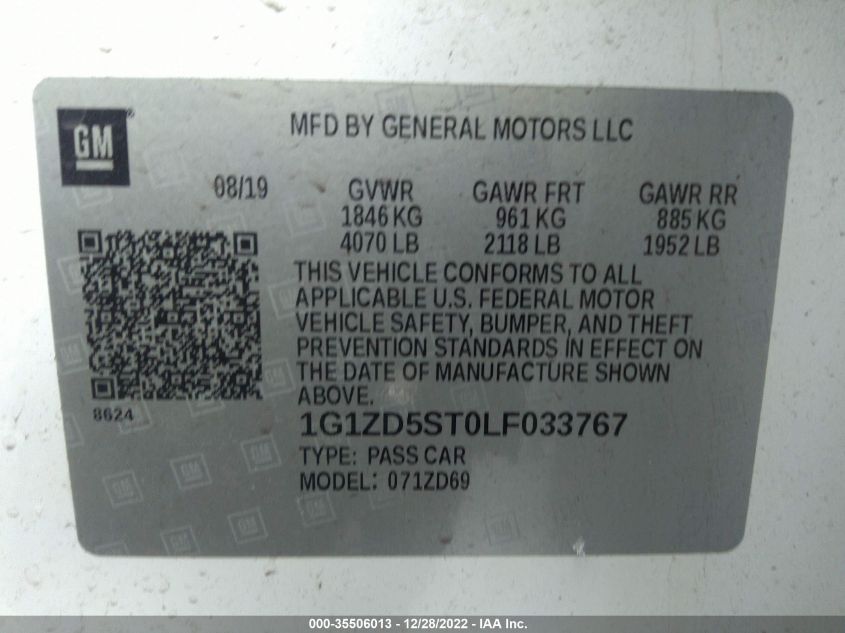 GM
MFD BY GENERAL MOTORS LLC
08/19 GVWR GAWR FRT GAWR RR
1846 KG 961 KG 885 KG
4070 LB 2118 LB 1952 LB
THIS VEHICLE CONFORMS TO ALL
APPLICABLE U.S. FEDERAL MOTOR
VEHICLE SAFETY, BUMPER, AND THEFT
PREVENTION STANDARDS IN EFFECT ON
THE DATE OF MANUFACTURE SHOWN
ABOVE.
8624
1G1ZD5ST0LF033767
TYPE: PASS CAR
MODEL: 071ZD69
000-35506013 - 12/28/2022 - IAA Inc.